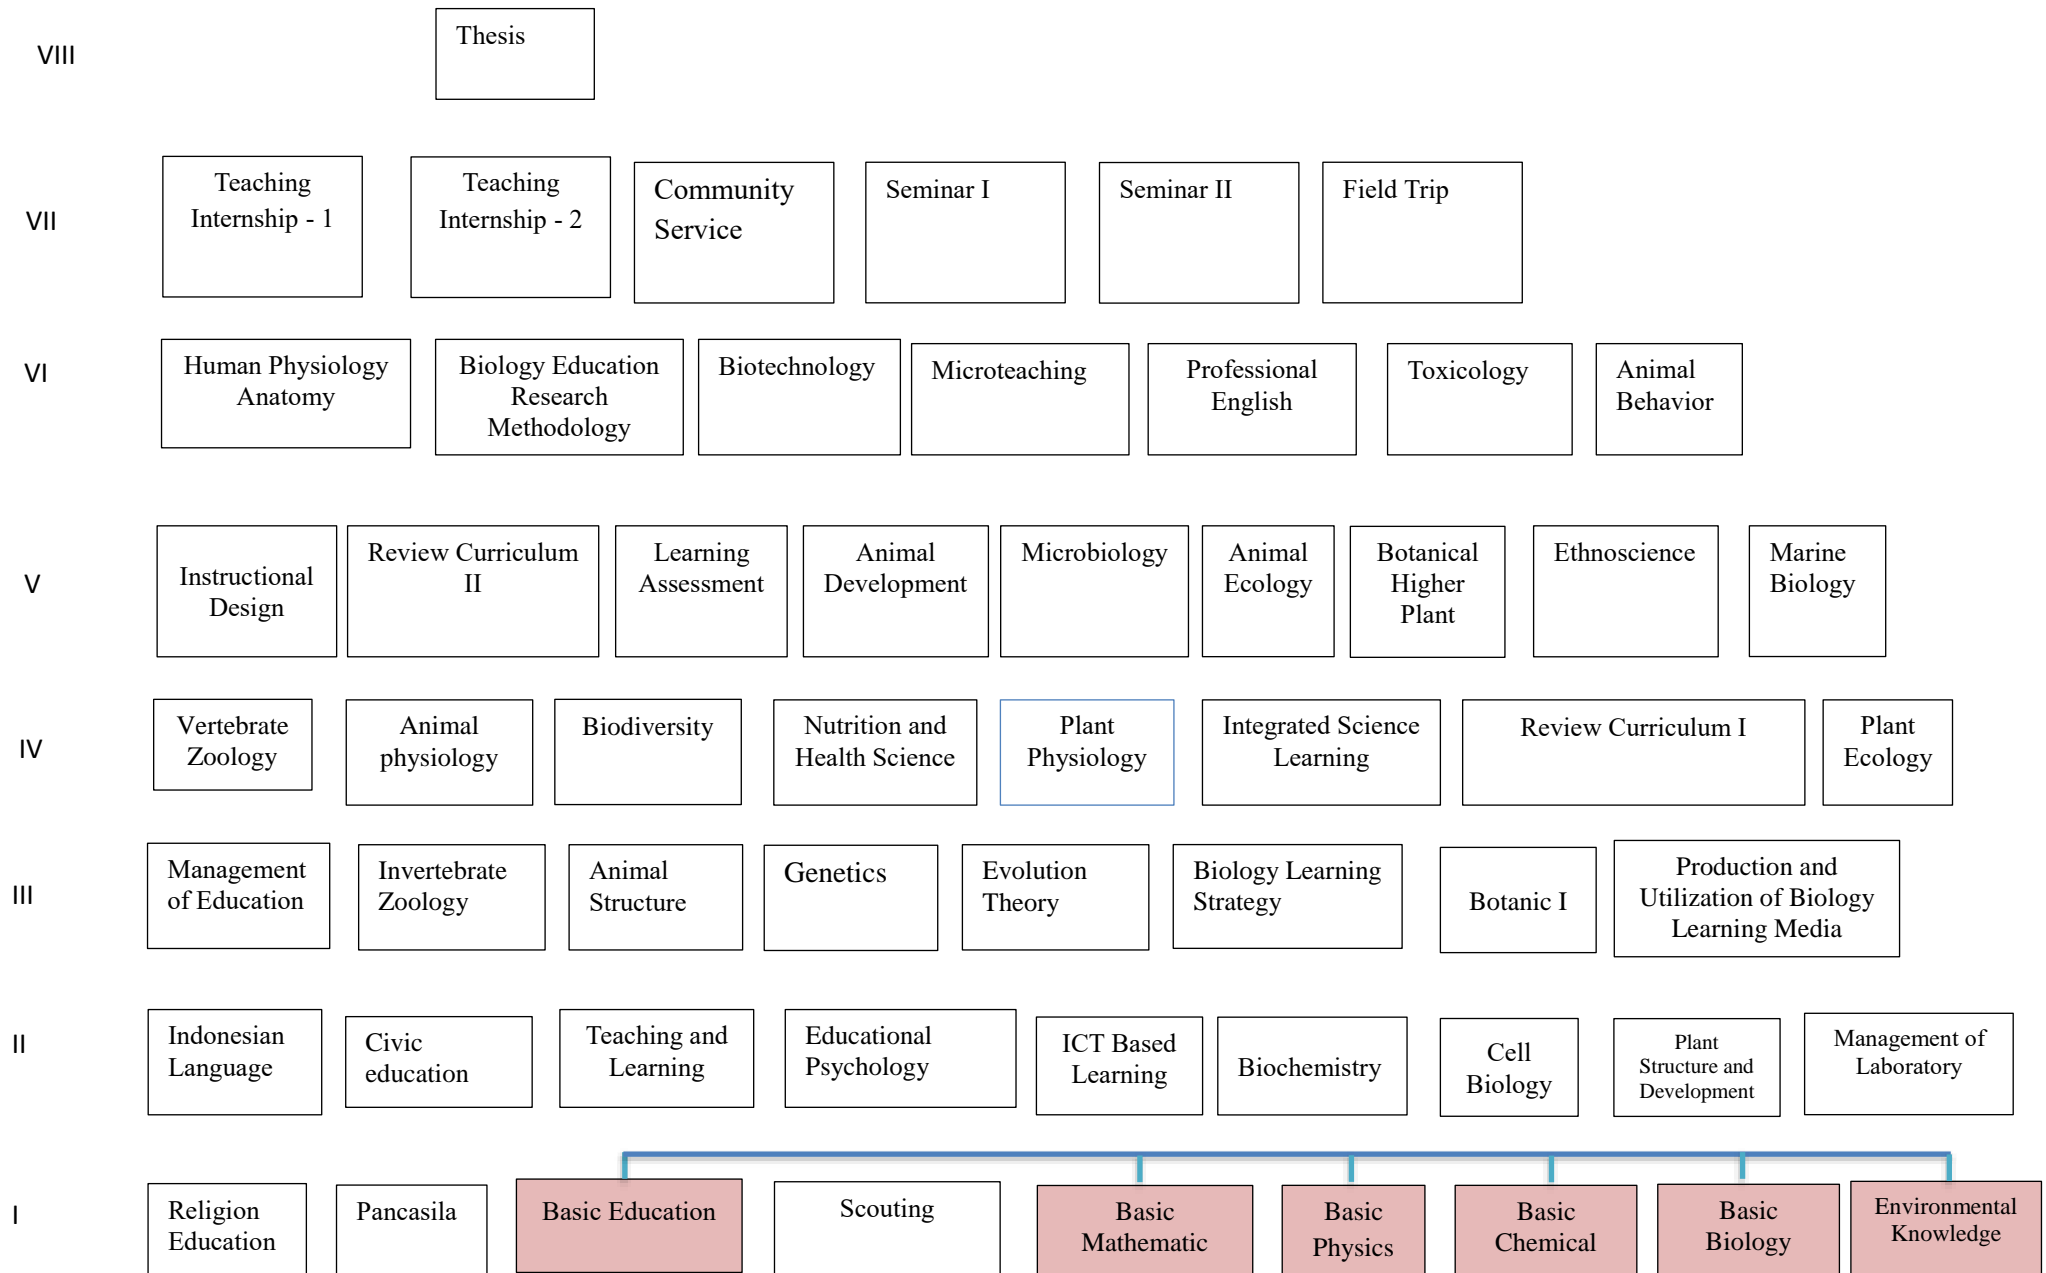 VIII
Thesis
VII
Teaching
Internship - 1
Teaching
Internship - 2
Community
Service
Seminar I
Seminar II
Field Trip
VI
Human Physiology
Anatomy
Biology Education
Research
Methodology
Biotechnology
Microteaching
Professional
English
Toxicology
Animal
Behavior
V
Instructional
Design
Review Curriculum
II
Learning
Assessment
Animal
Development
Microbiology
Animal
Ecology
Botanical
Higher
Plant
Ethnoscience
Marine
Biology
IV
Vertebrate
Zoology
Animal
physiology
Biodiversity
Nutrition and
Health Science
Plant
Physiology
Integrated Science
Learning
Review Curriculum I
Plant
Ecology
III
Management
of Education
Invertebrate
Zoology
Animal
Structure
Genetics
Evolution
Theory
Biology Learning
Strategy
Botanic I
Production and
Utilization of Biology
Learning Media
II
Indonesian
Language
Civic
education
Teaching and
Learning
Educational
Psychology
ICT Based
Learning
Biochemistry
Cell
Biology
Plant
Structure and
Development
Management of
Laboratory
I
Religion
Education
Pancasila
Basic Education
Scouting
Basic
Mathematic
Basic
Physics
Basic
Chemical
Basic
Biology
Environmental
Knowledge